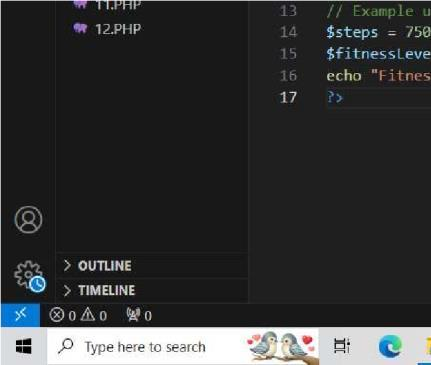 11.PHP
12.PHP
13 // Example u
14 $steps = 750
15 $fitnessLeve
16 echo "Fitnes
17 ?>
OUTLINE
TIMELINE
0 0 0
Type here to search